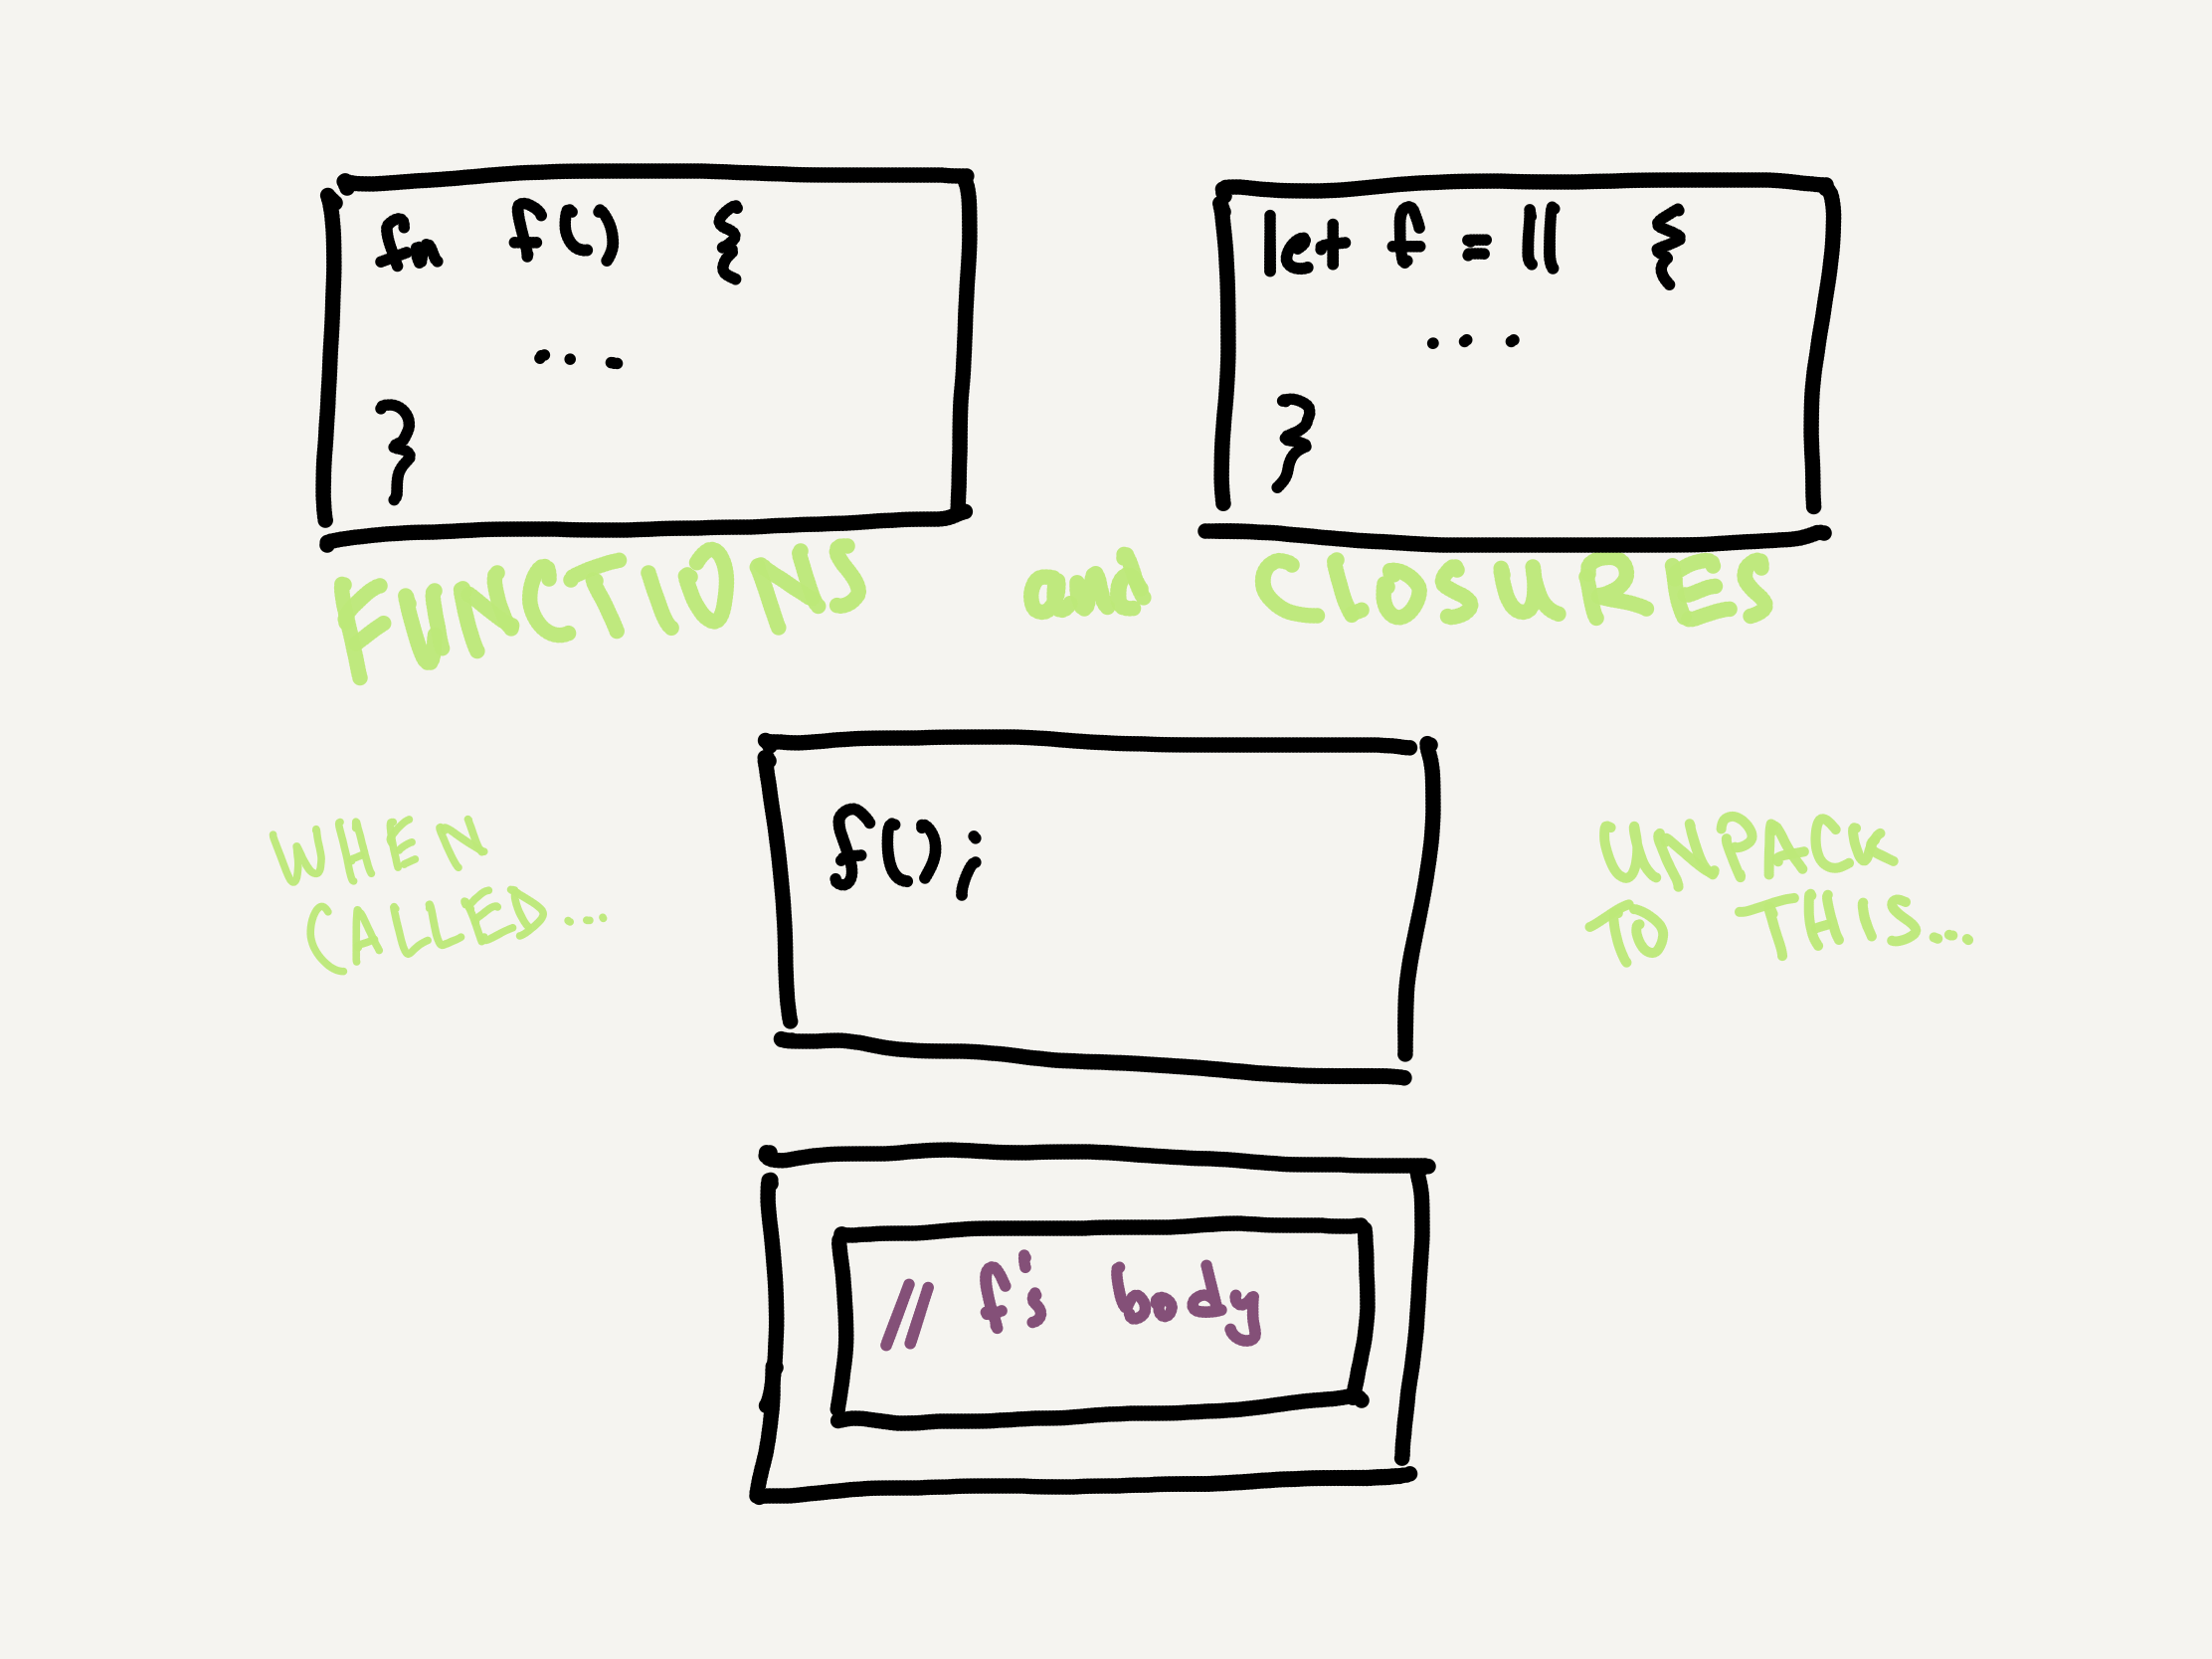 fn f() {
...
}
let f = || {
...
}
FUNCTIONS and CLOSURES
WHEN
CALLED...
f();
UNPACK
TO THIS...
// f's body